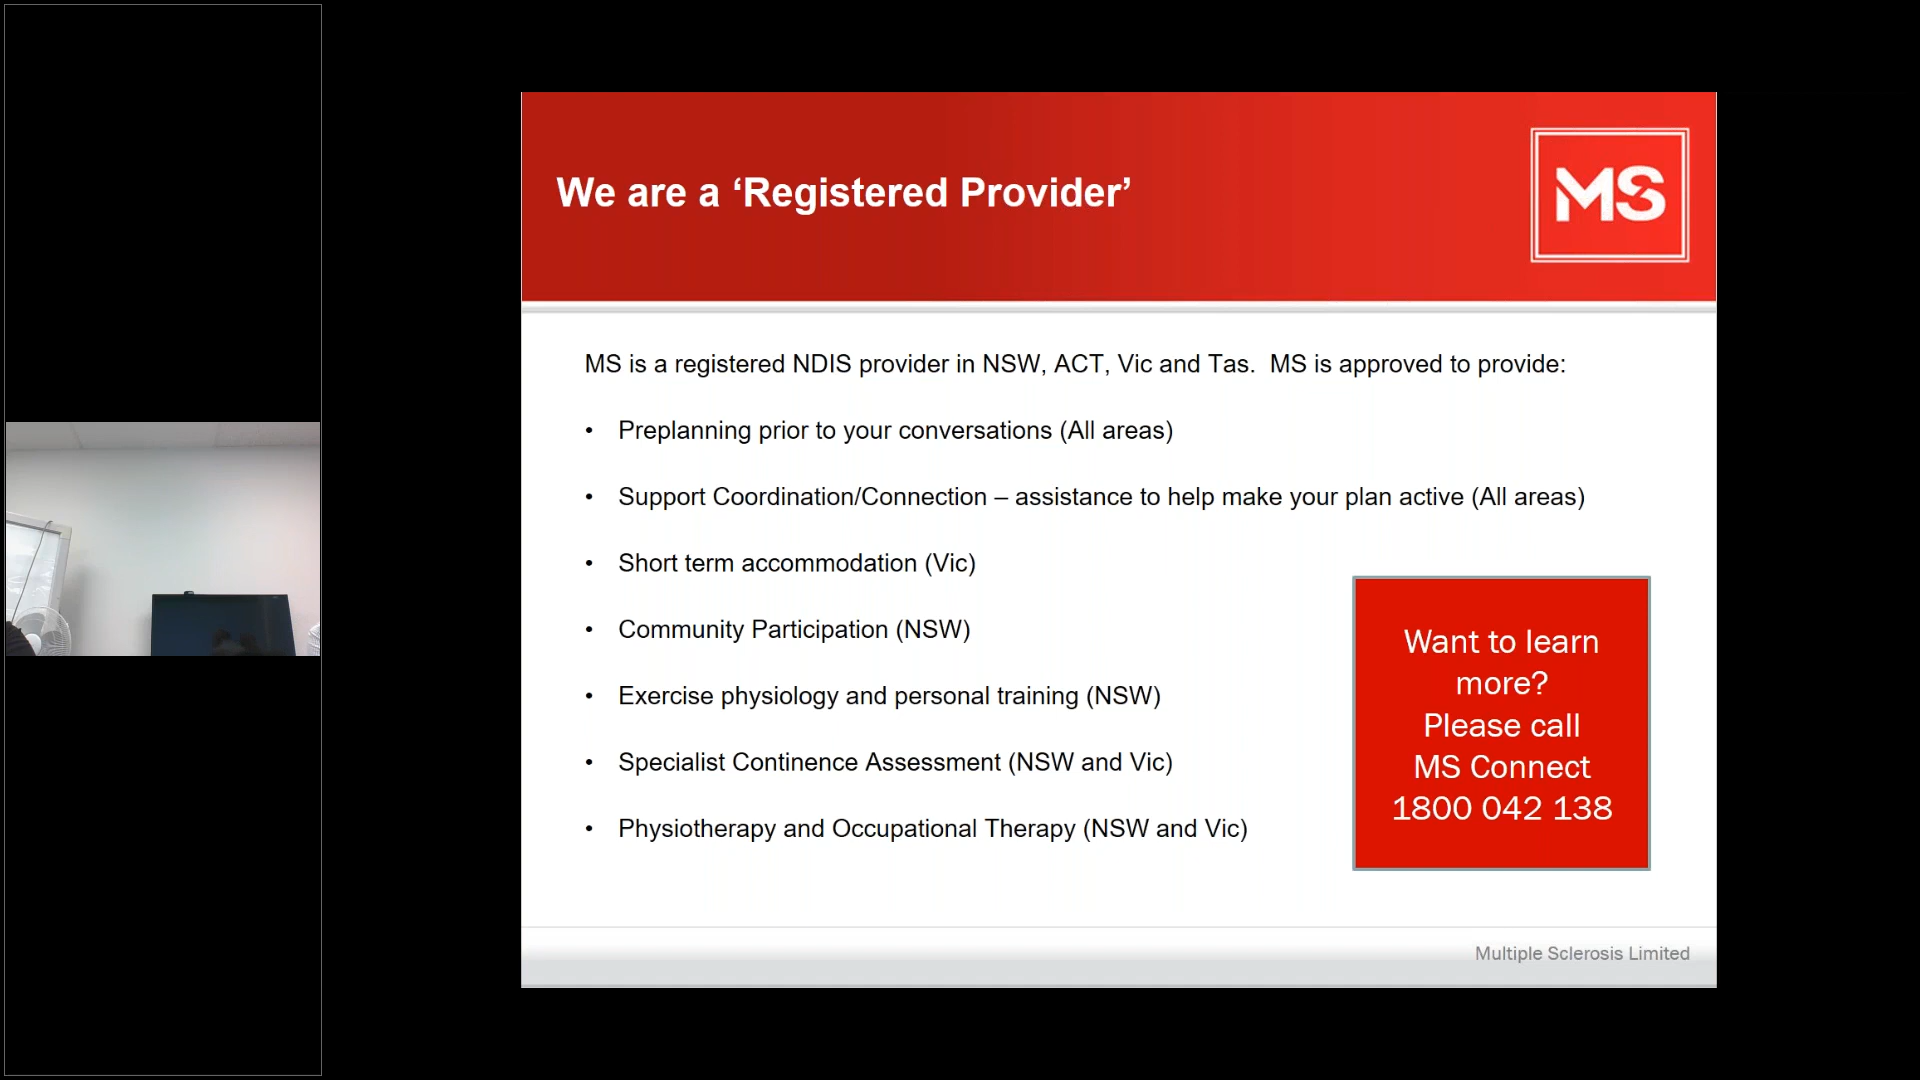 We are a ‘Registered Provider’
MS
MS is a registered NDIS provider in NSW, ACT, Vic and Tas.  MS is approved to provide:
• Preplanning prior to your conversations (All areas)
• Support Coordination/Connection – assistance to help make your plan active (All areas)
• Short term accommodation (Vic)
• Community Participation (NSW)
• Exercise physiology and personal training (NSW)
• Specialist Continence Assessment (NSW and Vic)
• Physiotherapy and Occupational Therapy (NSW and Vic)
Want to learn
more?
Please call
MS Connect
1800 042 138
Multiple Sclerosis Limited